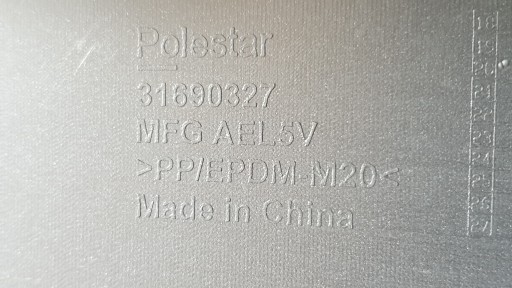 Polestar
31690327
MFG AEL5V
>PP/EPDM-M20<
Made in China